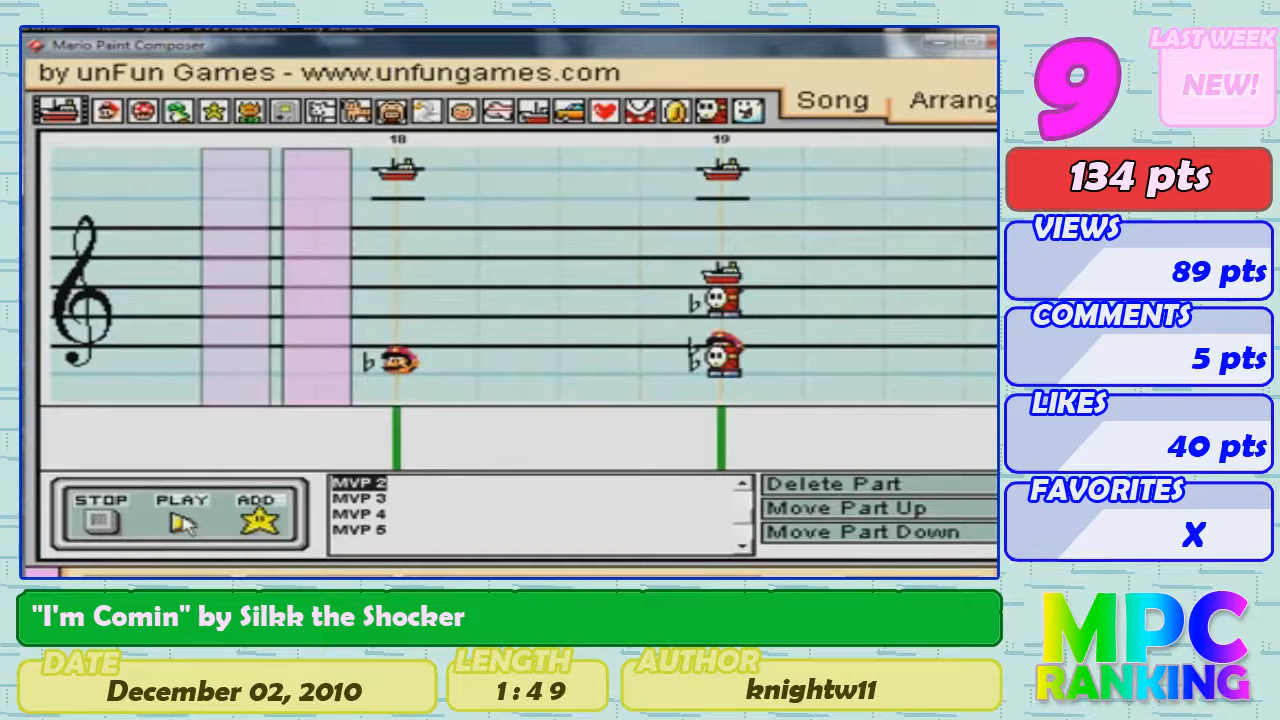 Mario Paint Composer
by unFun Games - www.unfungames.com
Song
Arrang
18
19
♭
♭
♭
♭
STOP
PLAY
ADD
MVP 2
MVP 3
MVP 4
MVP 5
Delete Part
Move Part Up
Move Part Down
9
LAST WEEK
NEW!
134 pts
VIEWS
89 pts
COMMENTS
5 pts
LIKES
40 pts
FAVORITES
X
"I'm Comin" by Silkk the Shocker
DATE
December 02, 2010
LENGTH
1:49
AUTHOR
knightw11
MPC
RANKING